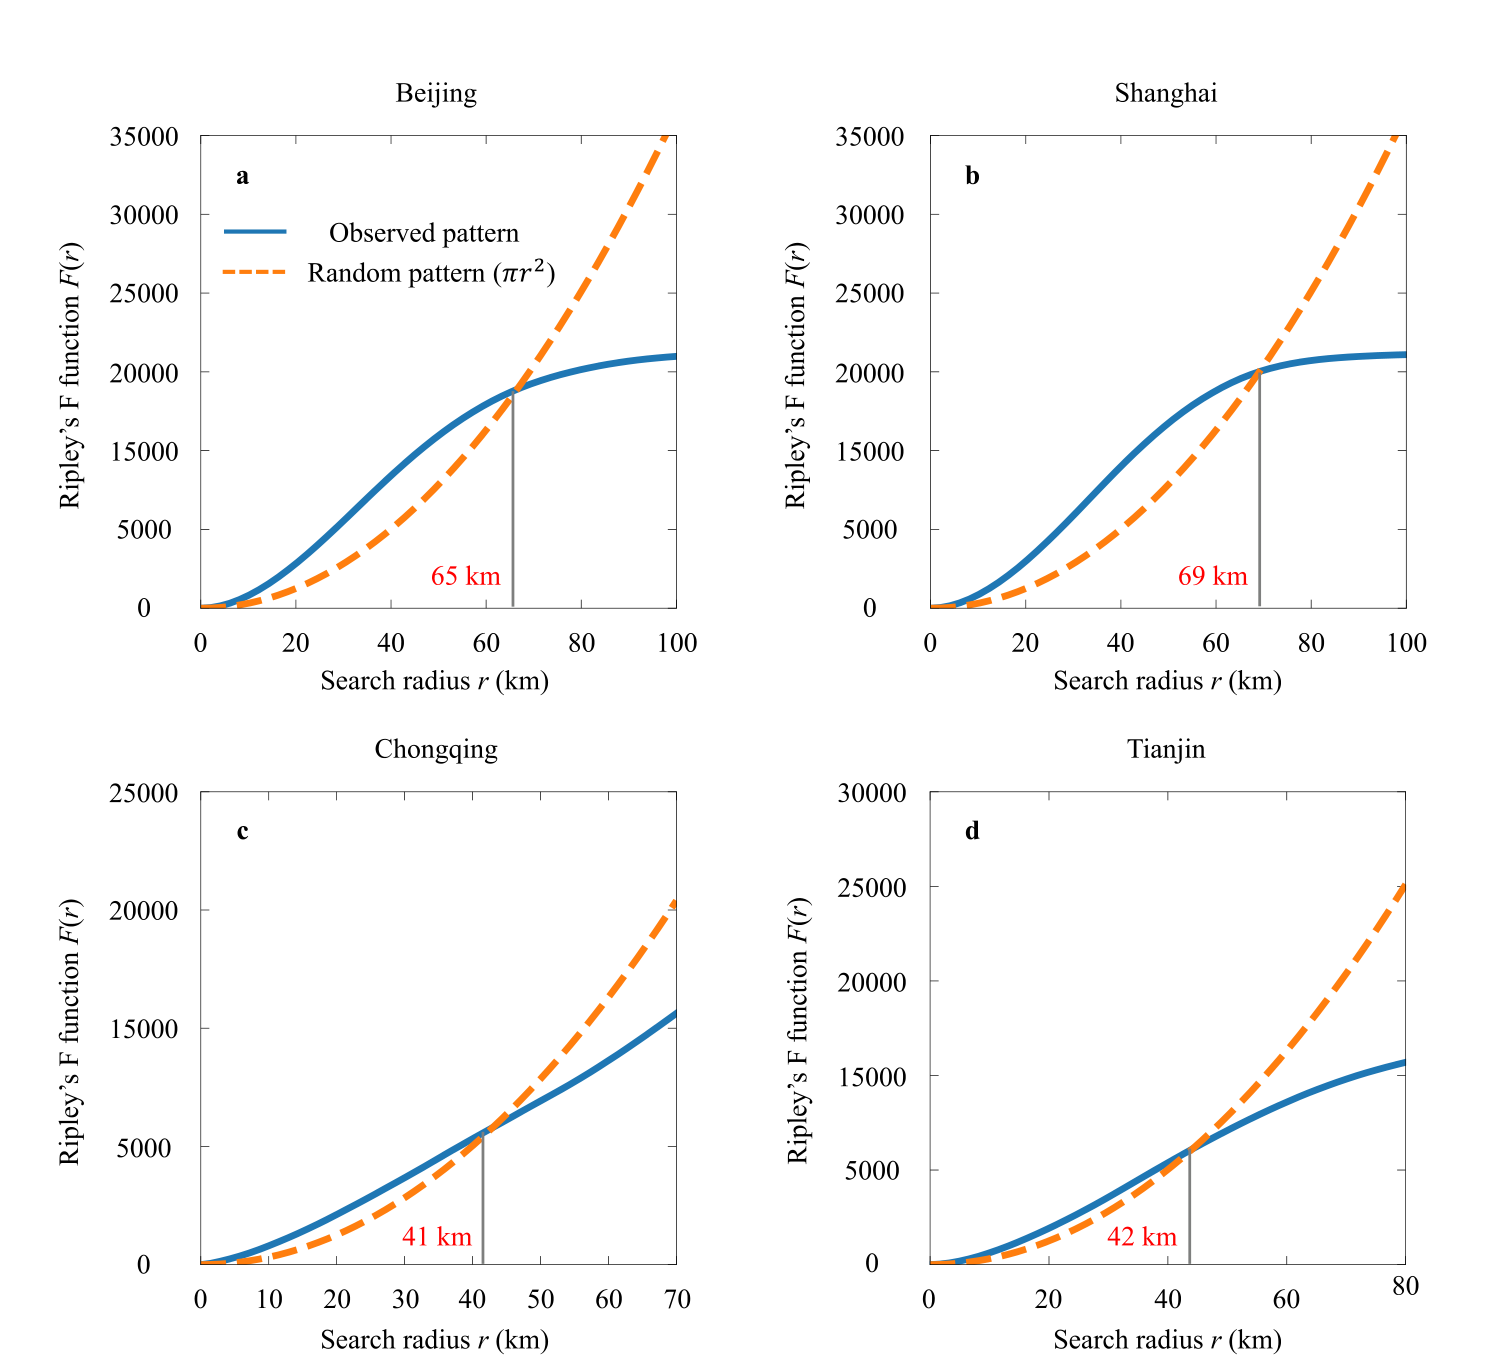 Beijing
35000
30000
25000
20000
15000
5000
0
a
Observed pattern
Random pattern (𝜋𝑟²)
65 km
0 20 40 60 80 100
Search radius r (km)
Ripley’s F function F(r)
Shanghai
35000
30000
25000
20000
15000
5000
0
b
69 km
0 20 40 60 80 100
Search radius r (km)
Ripley’s F function F(r)
Chongqing
25000
20000
15000
5000
0
c
41 km
0 10 20 30 40 50 60 70
Search radius r (km)
Ripley’s F function F(r)
Tianjin
30000
25000
20000
15000
5000
0
d
42 km
0 20 40 60 80
Search radius r (km)
Ripley’s F function F(r)